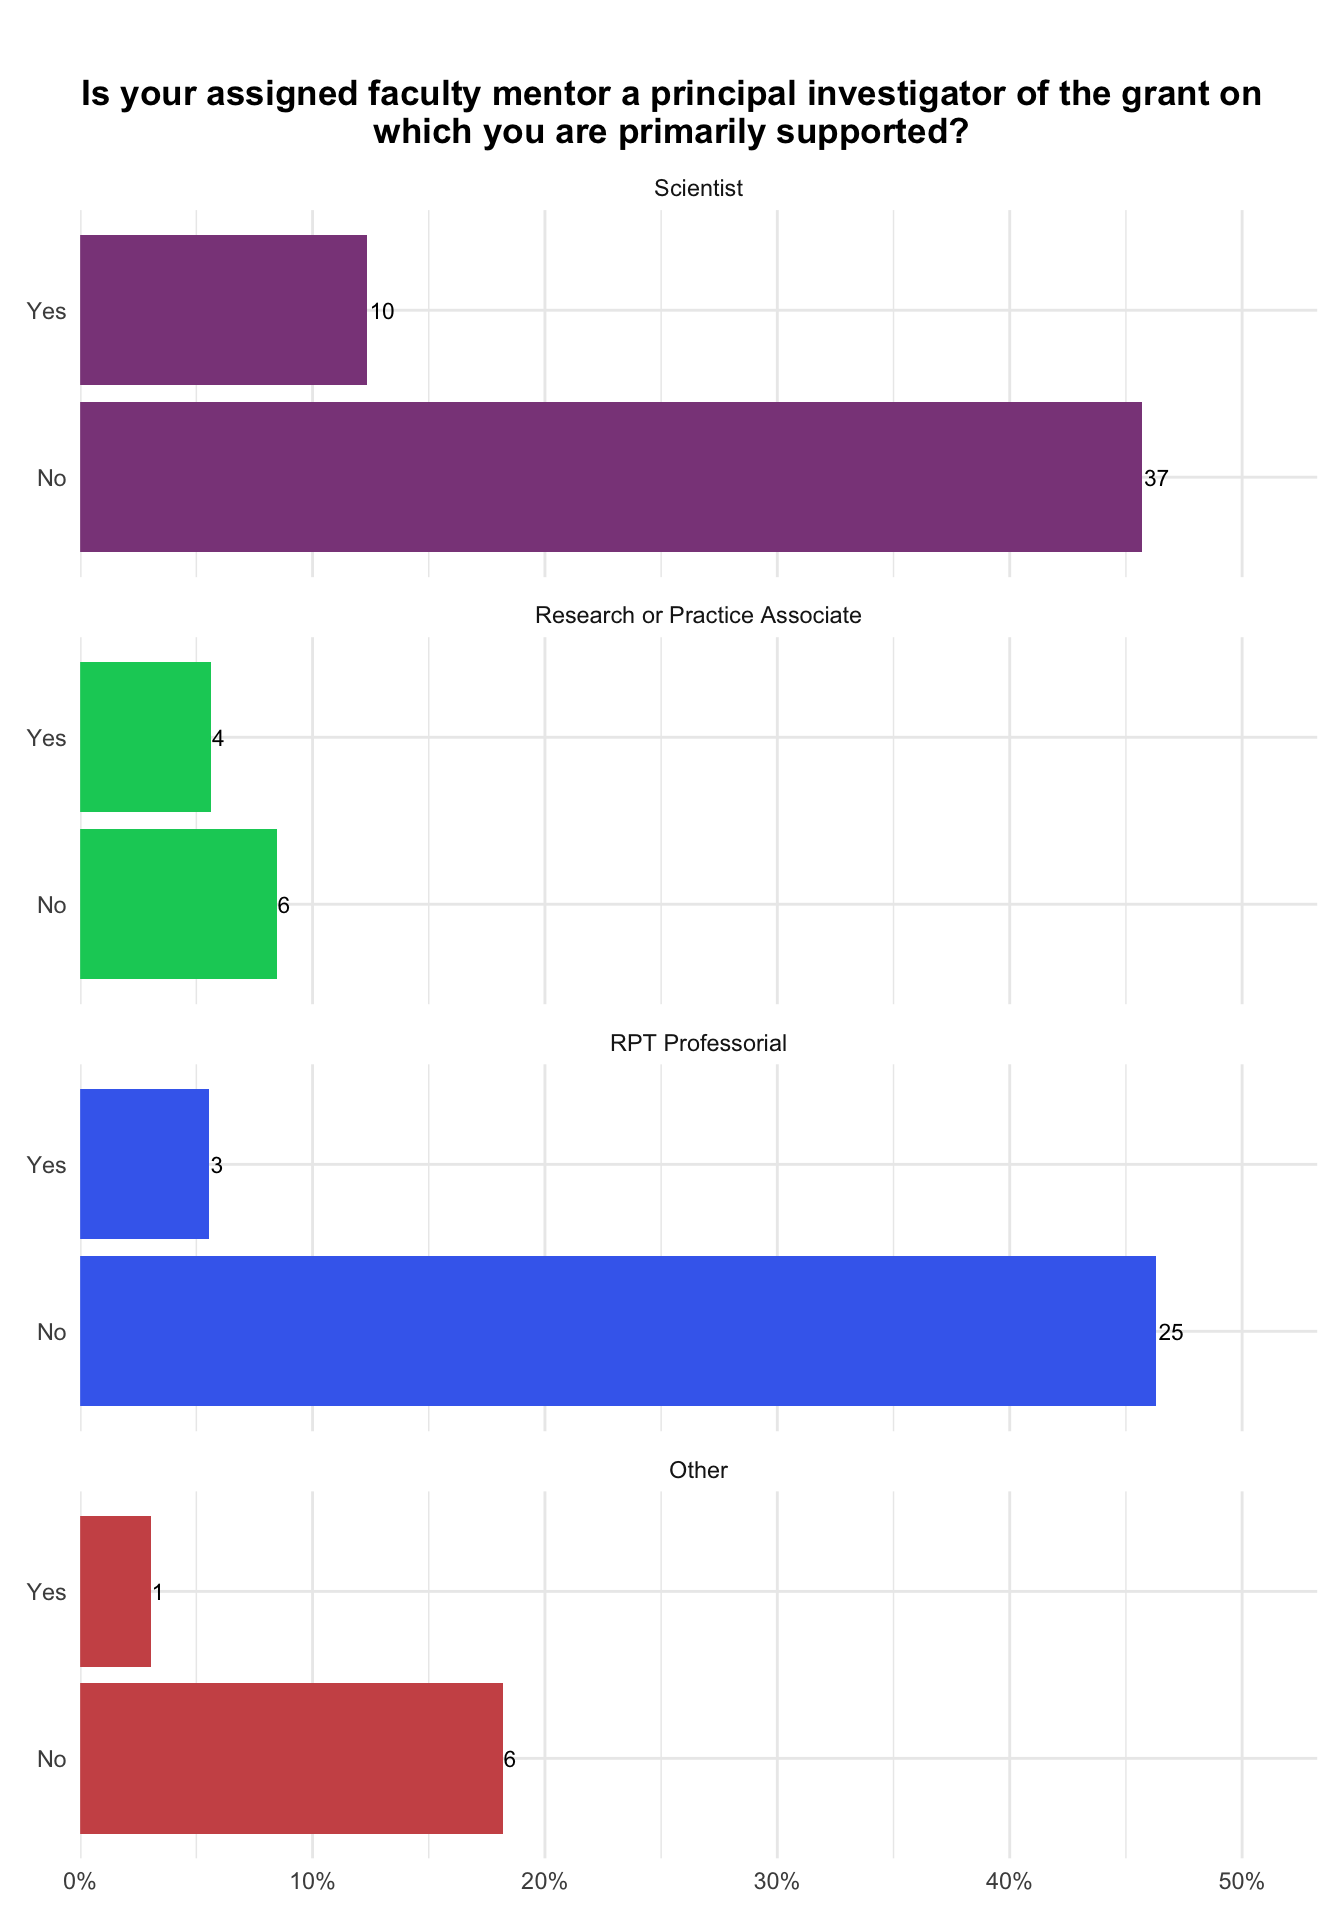 Is your assigned faculty mentor a principal investigator of the grant on
which you are primarily supported?
Scientist
Yes
10
No
37
Research or Practice Associate
Yes
4
No
6
RPT Professorial
Yes
3
No
25
Other
Yes
1
No
6
0%
10%
20%
30%
40%
50%